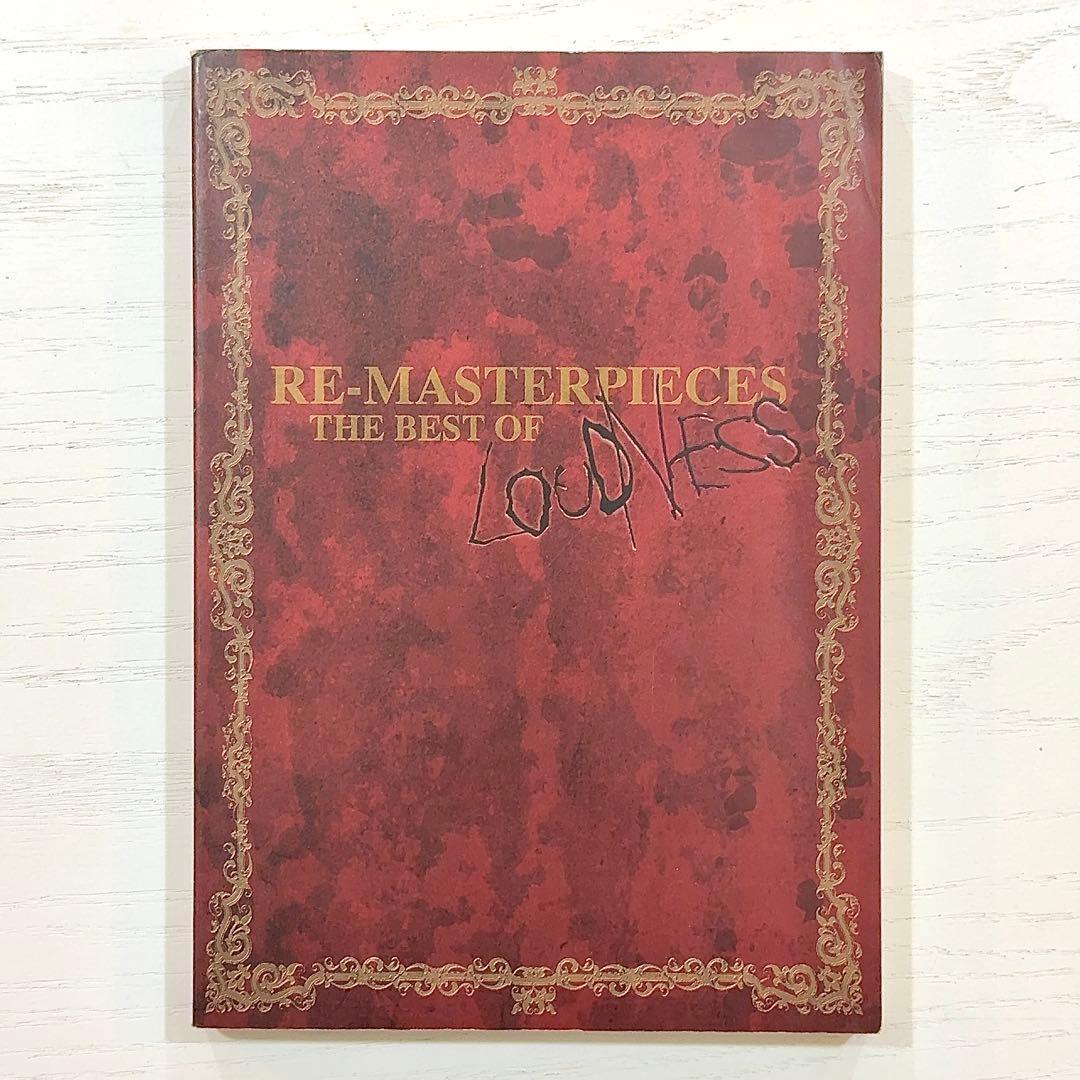 RE-MASTERPIECES
THE BEST OF
LOUDNESS